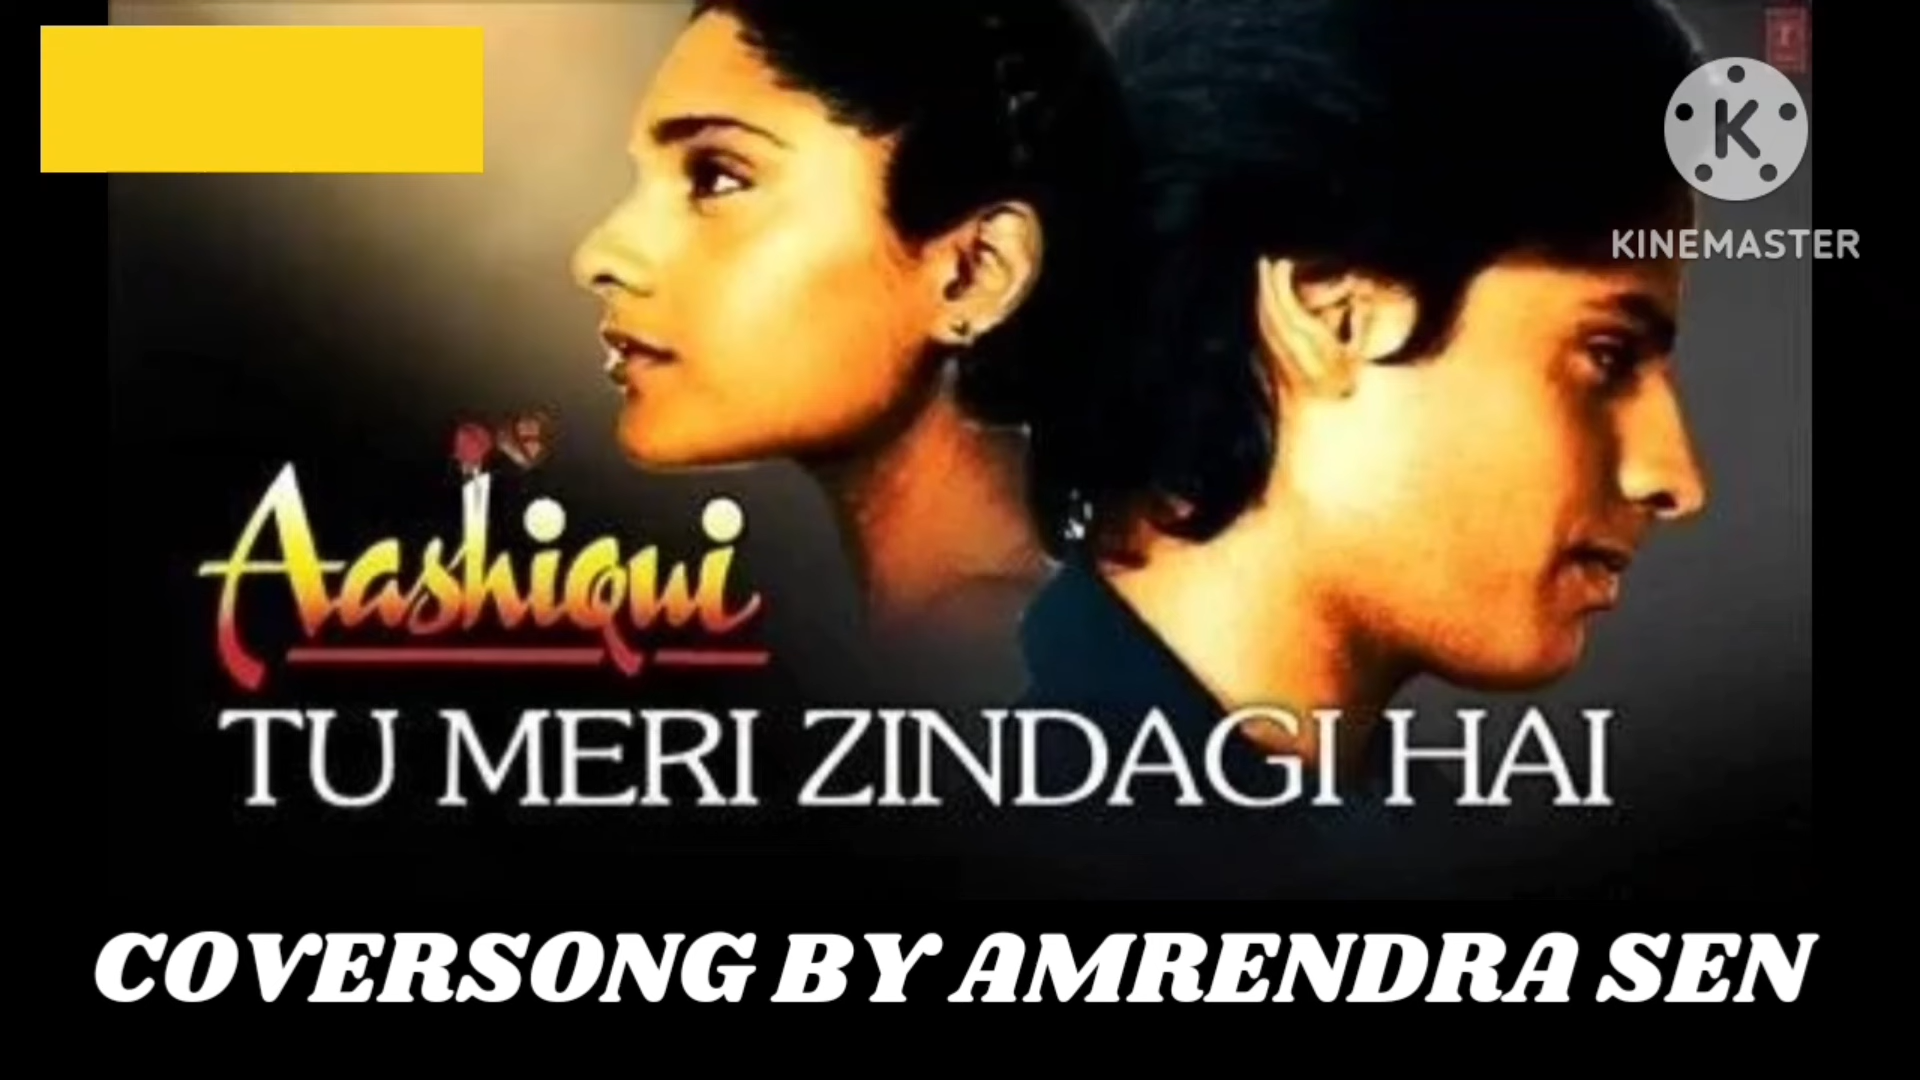 K
KINEMASTER
Aashiqui
TU MERI ZINDAGI HAI
COVERSONG BY AMRENDRA SEN